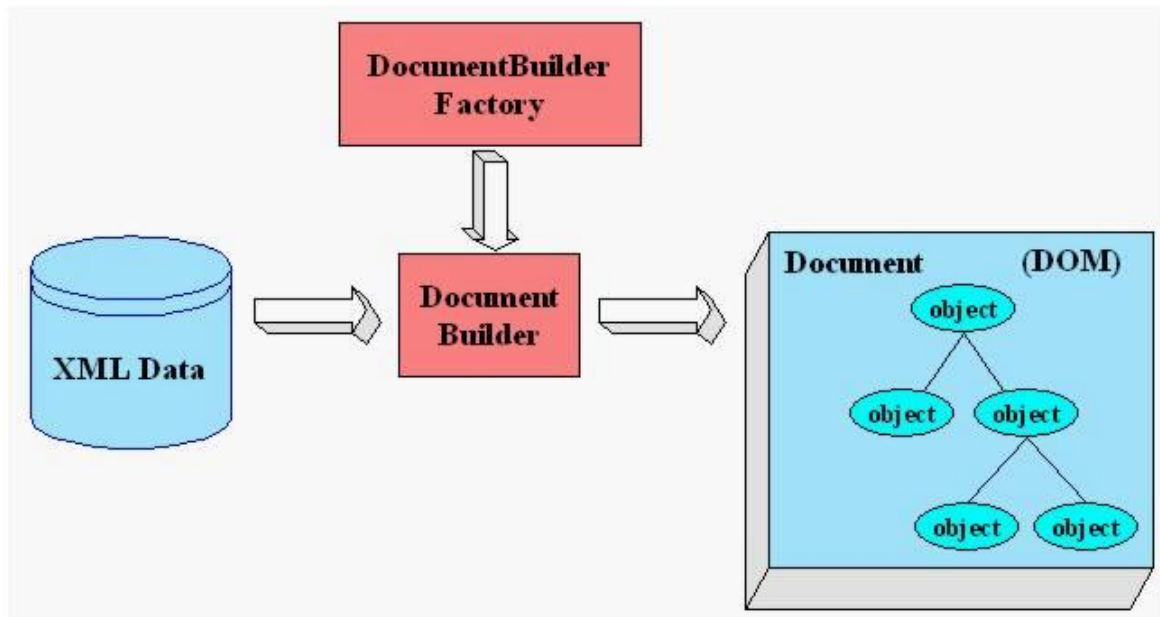 DocumentBuilder
Factory
XML Data
Document
Builder
Document (DOM)
object
object
object
object
object